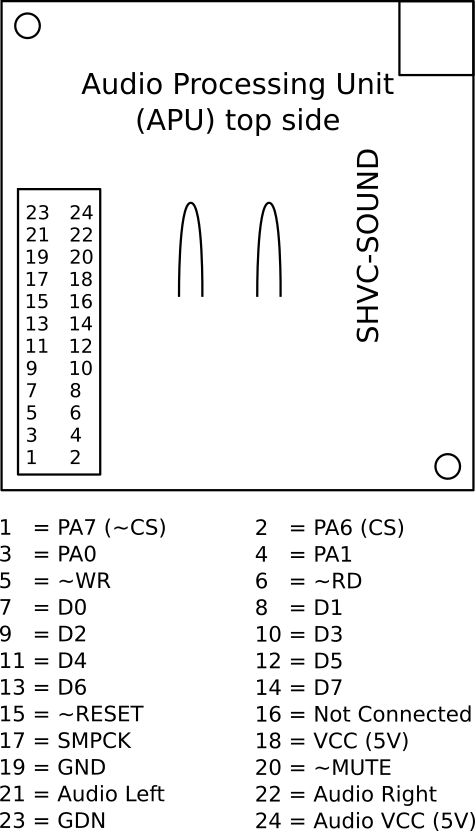 Audio Processing Unit
(APU) top side
SHVC-SOUND
23 24
21 22
19 20
17 18
15 16
13 14
11 12
9 10
7 8
5 6
3 4
1 2
1 = PA7 (~CS) 2 = PA6 (CS)
3 = PA0 4 = PA1
5 = ~WR 6 = ~RD
7 = D0 8 = D1
9 = D2 10 = D3
11 = D4 12 = D5
13 = D6 14 = D7
15 = ~RESET 16 = Not Connected
17 = SMPCK 18 = VCC (5V)
19 = GND 20 = ~MUTE
21 = Audio Left 22 = Audio Right
23 = GDN 24 = Audio VCC (5V)